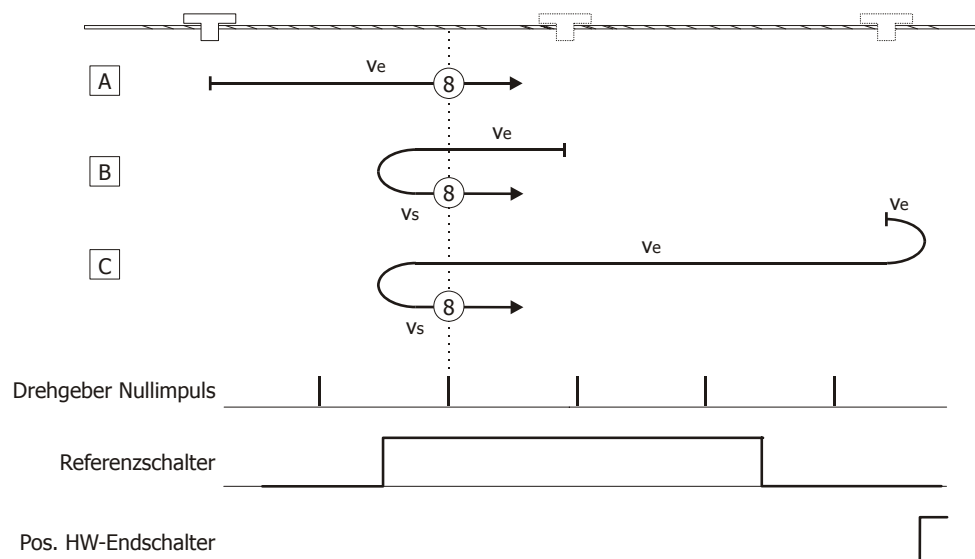 Ve
A
8
Ve
B
8
Vs
Ve
Ve
C
8
Vs
Drehgeber Nullimpuls
Referenzschalter
Pos. HW-Endschalter